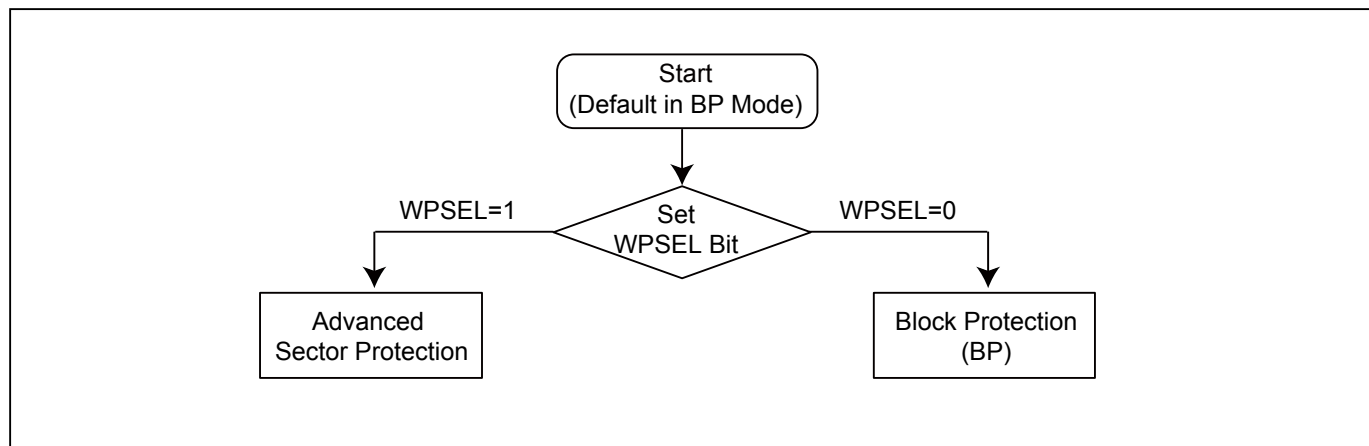 Start
(Default in BP Mode)
WPSEL=1
Set
WPSEL Bit
WPSEL=0
Advanced
Sector Protection
Block Protection
(BP)